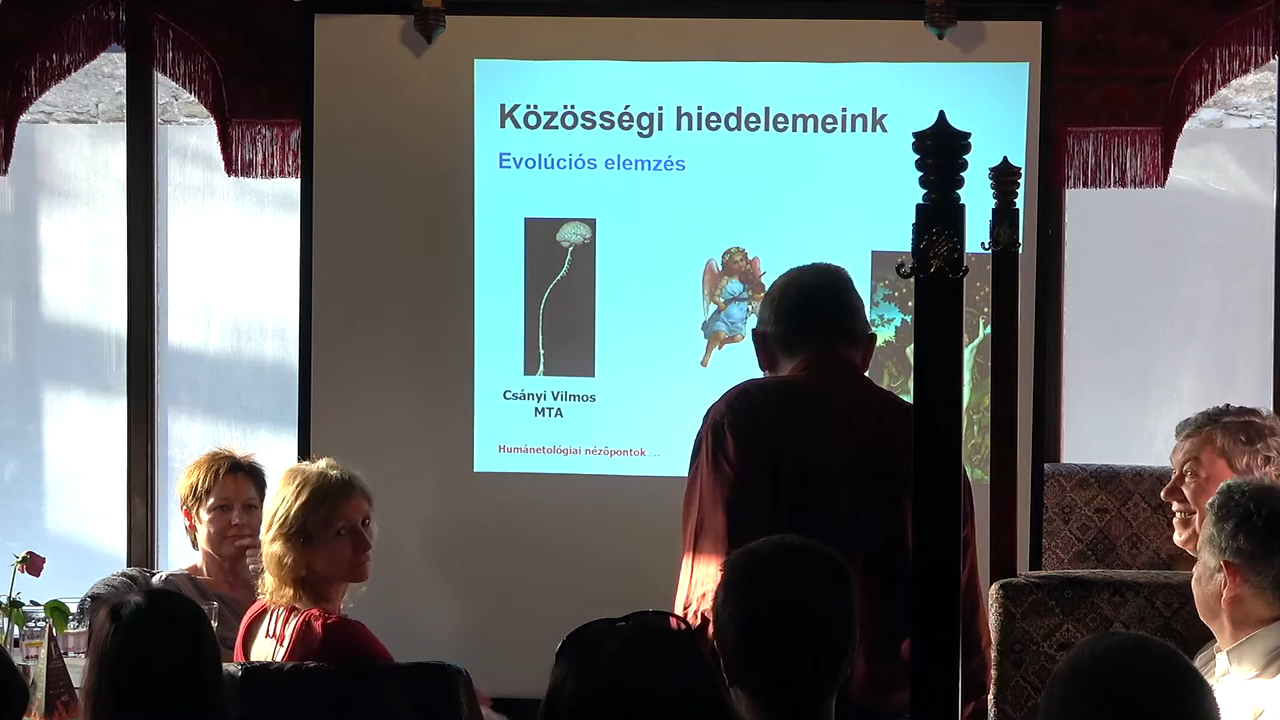 Közösségi hiedelemeink
Evolúciós elemzés
Csányi Vilmos
MTA
Humánetológiai nézőpontok....